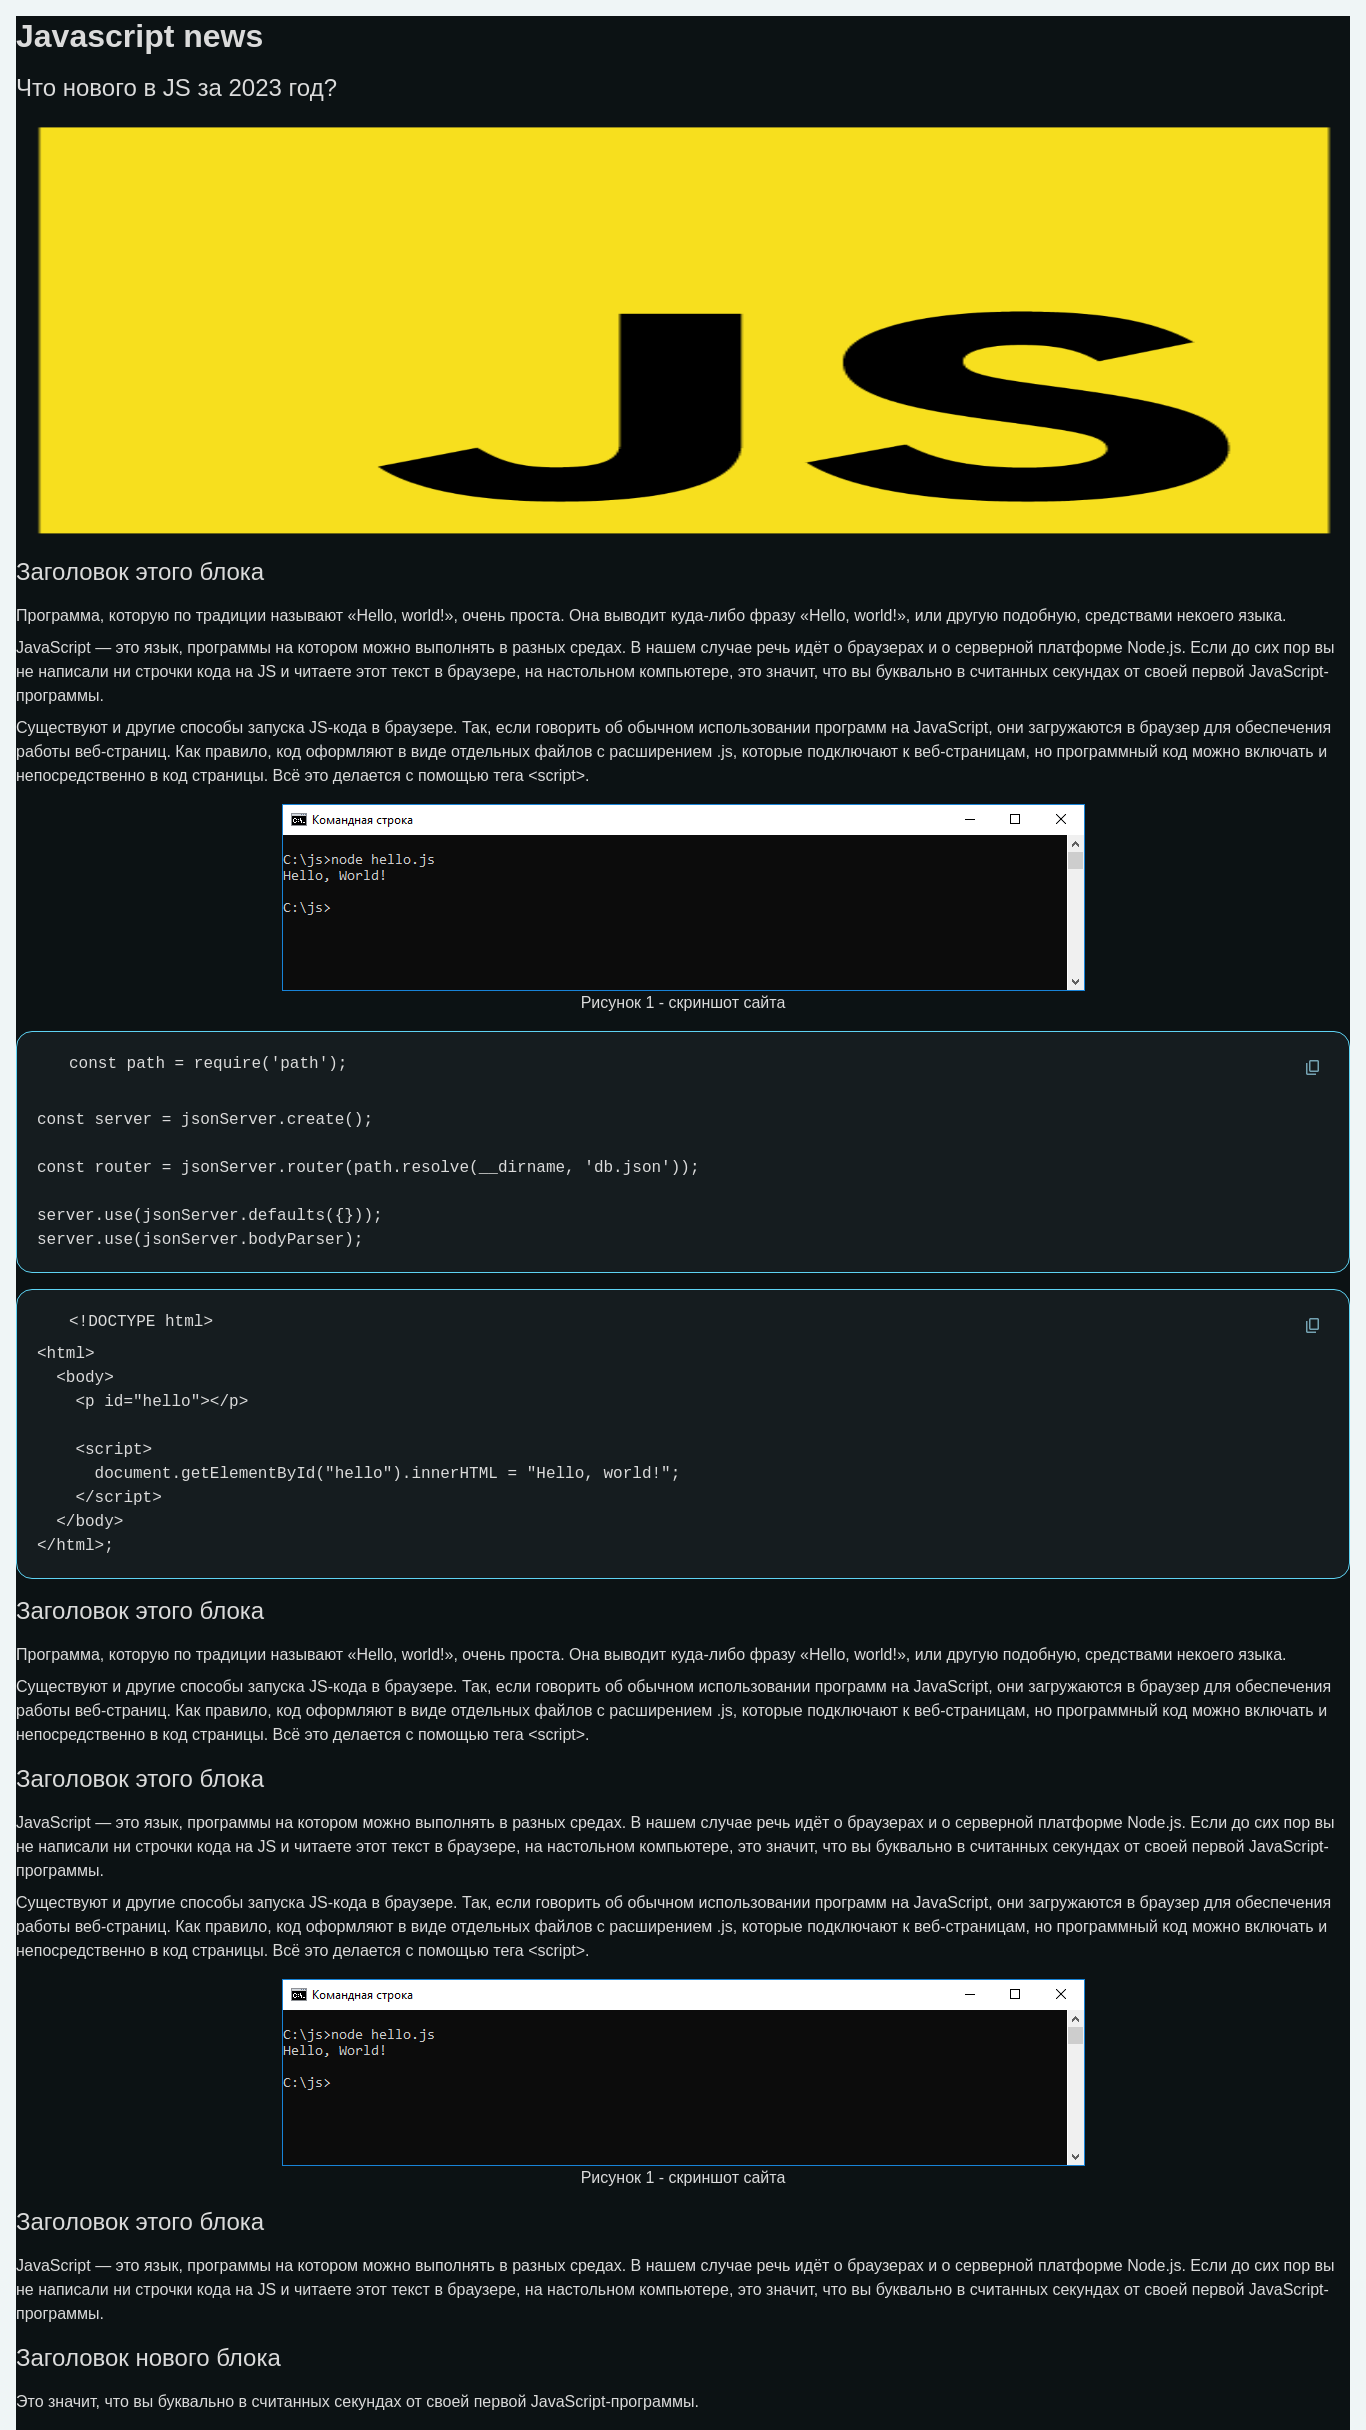 Javascript news
Что нового в JS за 2023 год?
JS
Заголовок этого блока
Программа, которую по традиции называют «Hello, world!», очень проста. Она выводит куда-либо фразу «Hello, world!», или другую подобную, средствами некоего языка.
JavaScript — это язык, программы на котором можно выполнять в разных средах. В нашем случае речь идёт о браузерах и о серверной платформе Node.js. Если до сих пор вы
не написали ни строчки кода на JS и читаете этот текст в браузере, на настольном компьютере, это значит, что вы буквально в считанных секундах от своей первой JavaScript-
программы.
Существуют и другие способы запуска JS-кода в браузере. Так, если говорить об обычном использовании программ на JavaScript, они загружаются в браузер для обеспечения
работы веб-страниц. Как правило, код оформляют в виде отдельных файлов с расширением .js, которые подключают к веб-страницам, но программный код можно включать и
непосредственно в код страницы. Всё это делается с помощью тега <script>.
Командная строка
C:\js>node hello.js
Hello, World!
C:\js>
Рисунок 1 - скриншот сайта
const path = require('path');
const server = jsonServer.create();
const router = jsonServer.router(path.resolve(__dirname, 'db.json'));
server.use(jsonServer.defaults({}));
server.use(jsonServer.bodyParser);
<!DOCTYPE html>
<html>
<body>
<p id="hello"></p>
<script>
document.getElementById("hello").innerHTML = "Hello, world!";
</script>
</body>
</html>;
Заголовок этого блока
Программа, которую по традиции называют «Hello, world!», очень проста. Она выводит куда-либо фразу «Hello, world!», или другую подобную, средствами некоего языка.
Существуют и другие способы запуска JS-кода в браузере. Так, если говорить об обычном использовании программ на JavaScript, они загружаются в браузер для обеспечения
работы веб-страниц. Как правило, код оформляют в виде отдельных файлов с расширением .js, которые подключают к веб-страницам, но программный код можно включать и
непосредственно в код страницы. Всё это делается с помощью тега <script>.
Заголовок этого блока
JavaScript — это язык, программы на котором можно выполнять в разных средах. В нашем случае речь идёт о браузерах и о серверной платформе Node.js. Если до сих пор вы
не написали ни строчки кода на JS и читаете этот текст в браузере, на настольном компьютере, это значит, что вы буквально в считанных секундах от своей первой JavaScript-
программы.
Существуют и другие способы запуска JS-кода в браузере. Так, если говорить об обычном использовании программ на JavaScript, они загружаются в браузер для обеспечения
работы веб-страниц. Как правило, код оформляют в виде отдельных файлов с расширением .js, которые подключают к веб-страницам, но программный код можно включать и
непосредственно в код страницы. Всё это делается с помощью тега <script>.
Командная строка
C:\js>node hello.js
Hello, World!
C:\js>
Рисунок 1 - скриншот сайта
Заголовок этого блока
JavaScript — это язык, программы на котором можно выполнять в разных средах. В нашем случае речь идёт о браузерах и о серверной платформе Node.js. Если до сих пор вы
не написали ни строчки кода на JS и читаете этот текст в браузере, на настольном компьютере, это значит, что вы буквально в считанных секундах от своей первой JavaScript-
программы.
Заголовок нового блока
Это значит, что вы буквально в считанных секундах от своей первой JavaScript-программы.